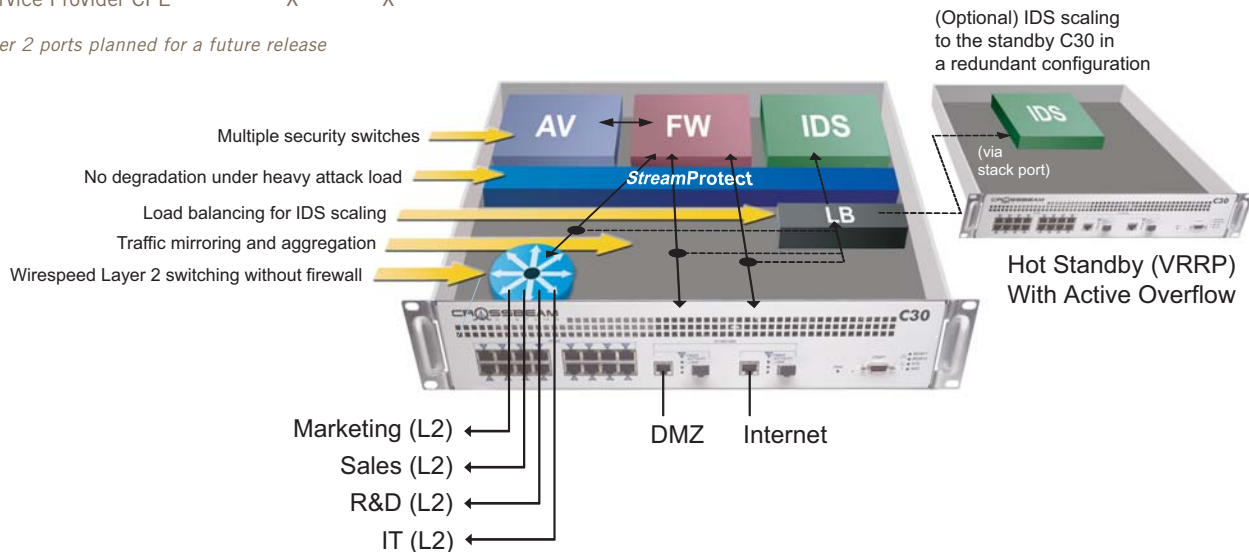 Service Provider CPE X X
er 2 ports planned for a future release
(Optional) IDS scaling
to the standby C30 in
a redundant configuration
AV
FW
IDS
StreamProtect
LB
Multiple security switches
No degradation under heavy attack load
Load balancing for IDS scaling
Traffic mirroring and aggregation
Wirespeed Layer 2 switching without firewall
IDS
(via
stack port)
CROSSBEAM
C30
Hot Standby (VRRP)
With Active Overflow
CROSSBEAM
C30
Marketing (L2)
Sales (L2)
R&D (L2)
IT (L2)
DMZ
Internet